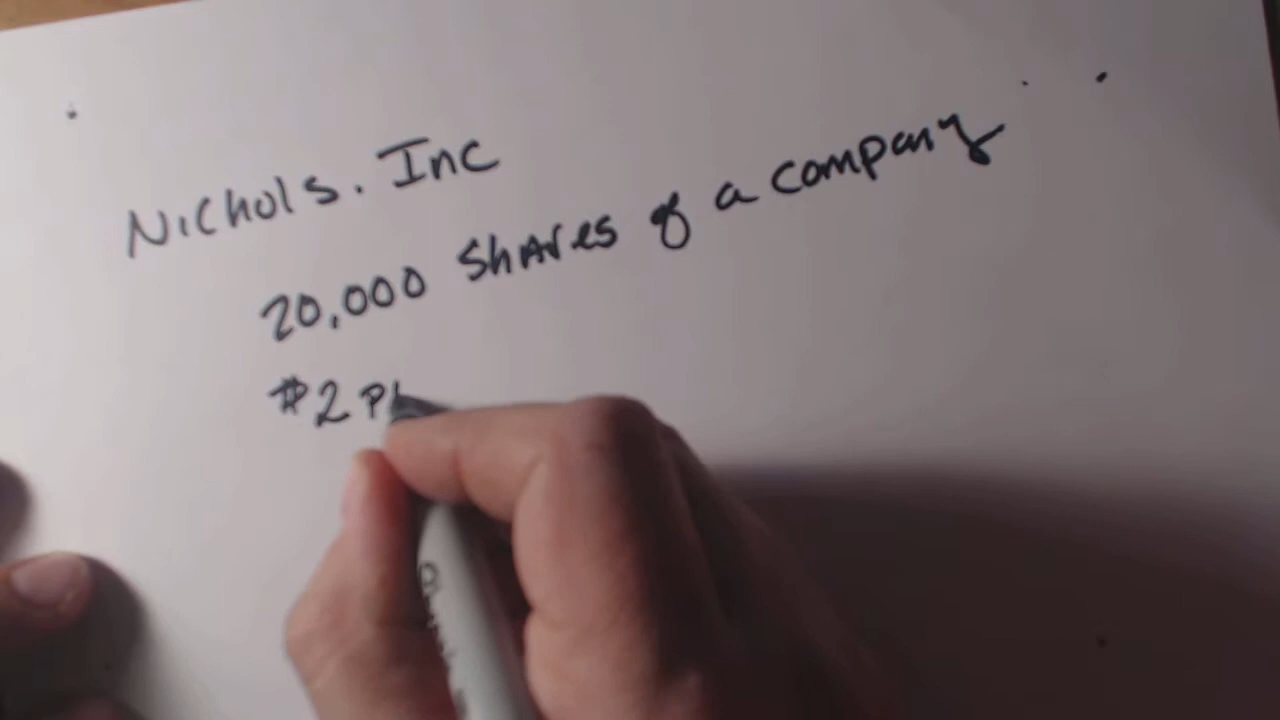 Nichols. Inc
20,000 shares of a company
$2